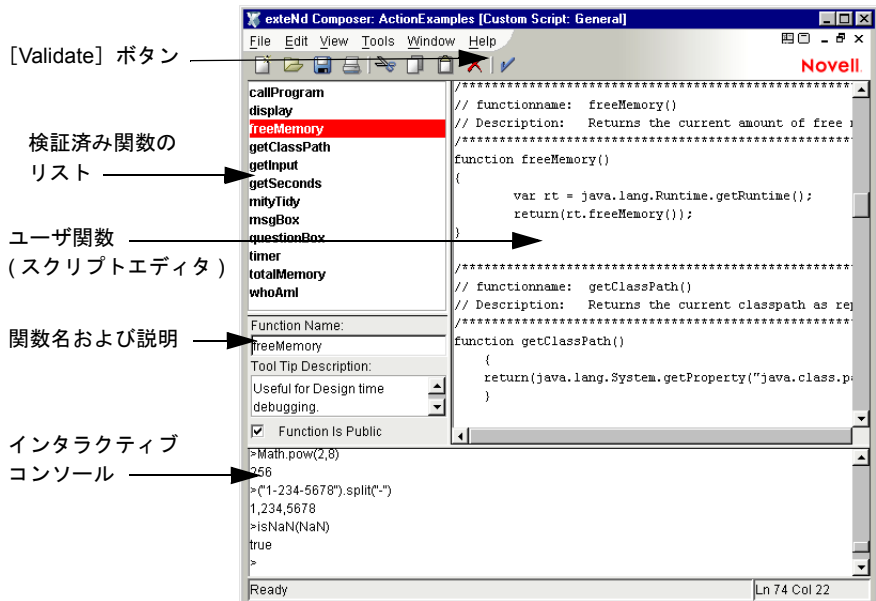 exteNd Composer: ActionExamples [Custom Script: General]
File Edit View Tools Window Help
Novell
［Validate］ボタン
検証済み関数の
リスト
ユーザ関数
(スクリプトエディタ)
関数名および説明
インタラクティブ
コンソール
callProgram
display
freeMemory
getClassPath
getInput
getSeconds
mityTidy
msgBox
questionBox
timer
totalMemory
whoAmI
Function Name:
freeMemory
Tool Tip Description:
Useful for Design time
debugging.
Function Is Public
// functionname: freeMemory()
// Description: Returns the current amount of free
function freeMemory()
{
var rt = java.lang.Runtime.getRuntime();
return(rt.freeMemory());
}
// functionname: getClassPath()
// Description: Returns the current classpath as
function getClassPath()
{
return(java.lang.System.getProperty("java.class.
}
>Math.pow(2,8)
256
>("1-234-5678").split("-")
1,234,5678
>isNaN(NaN)
true
>
Ready
Ln 74 Col 22